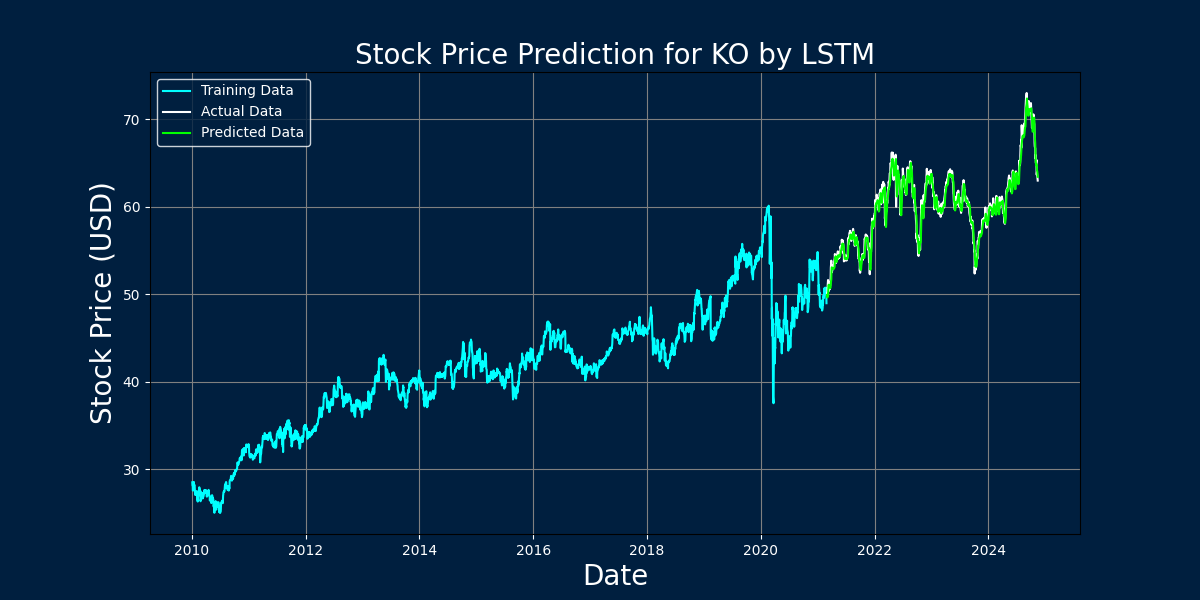 Stock Price Prediction for KO by LSTM
Training Data
Actual Data
Predicted Data
Stock Price (USD)
70
60
50
40
30
2010 2012 2014 2016 2018 2020 2022 2024
Date